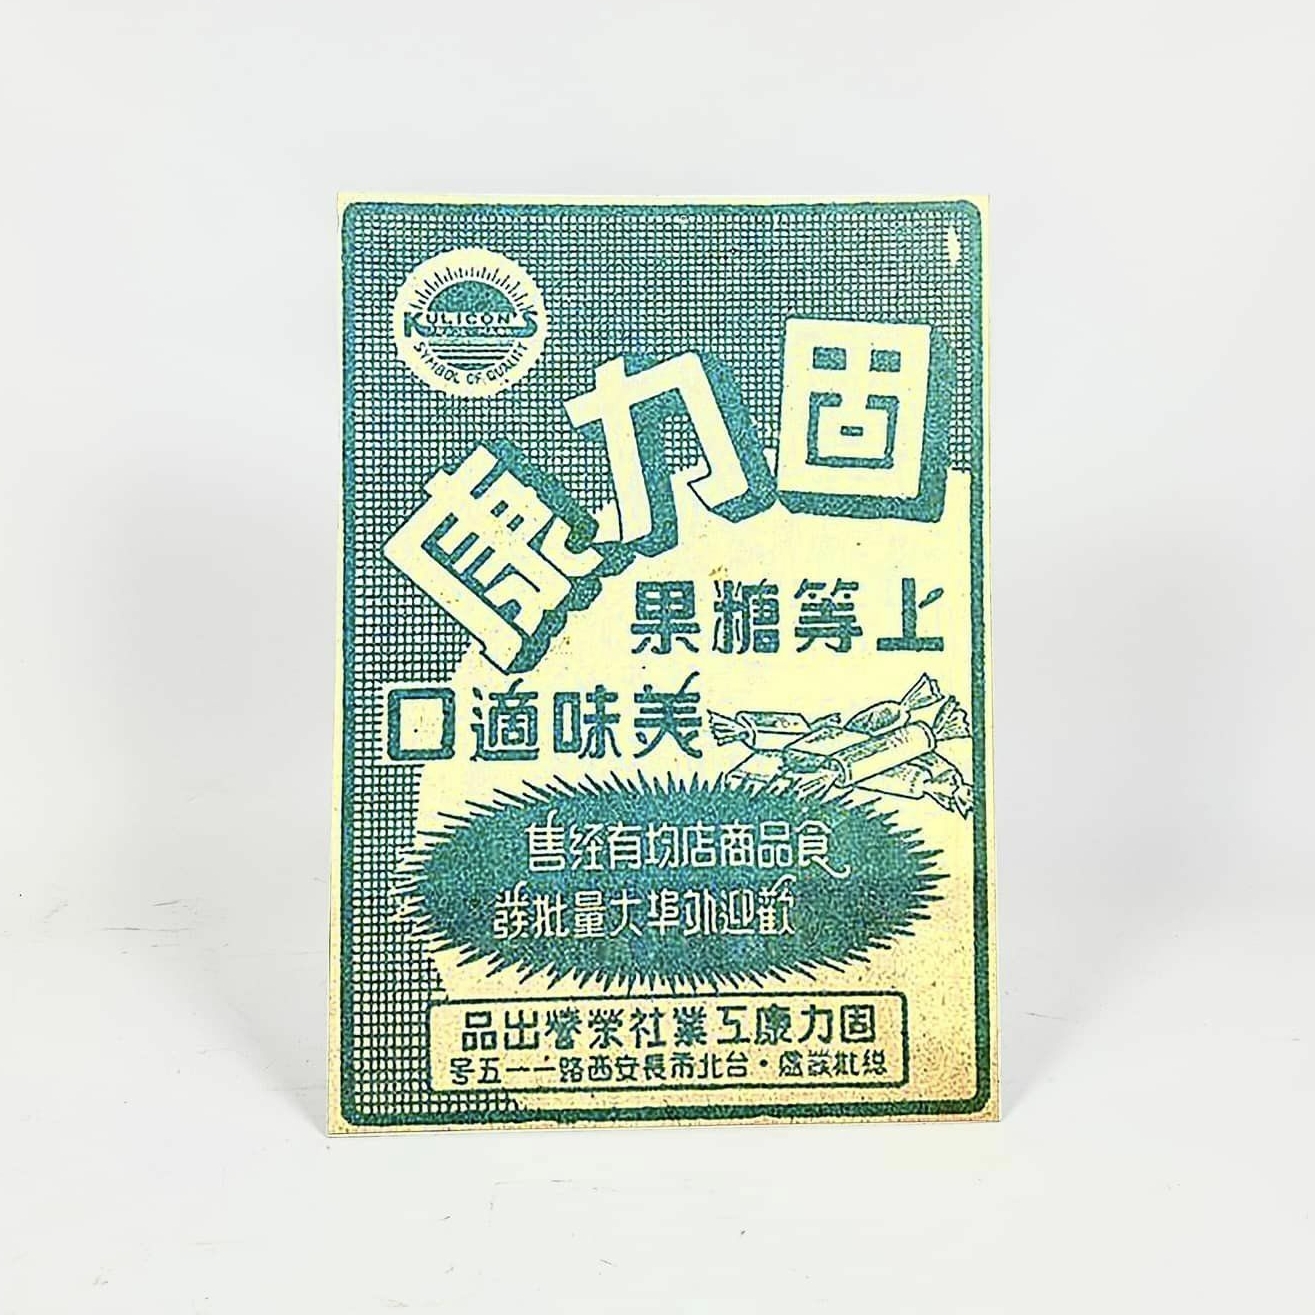 KULICON'S
SYMBOL OF QUALITY
固力康
上等糖果
美味適口
食品商店均有經售
歡迎外埠大量批發
固力康工業社榮譽出品
總批發處・台北市長安西路一一五号